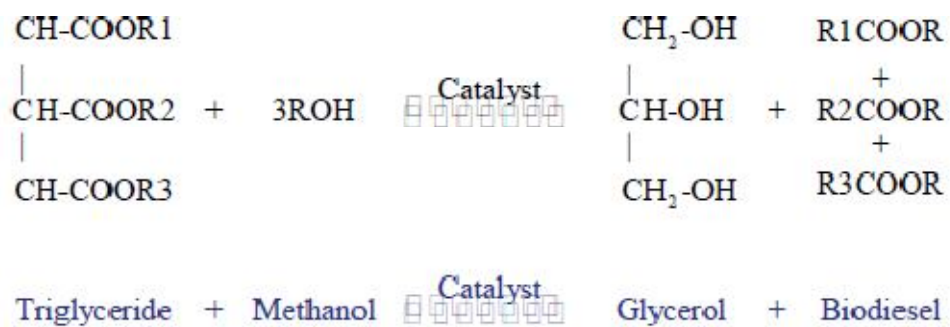 CH-COOR1 CH₂-OH R1COOR
| | +
CH-COOR2 + 3ROH Catalyst CH-OH + R2COOR
| | +
CH-COOR3 CH₂-OH R3COOR
Triglyceride + Methanol Catalyst Glycerol + Biodiesel